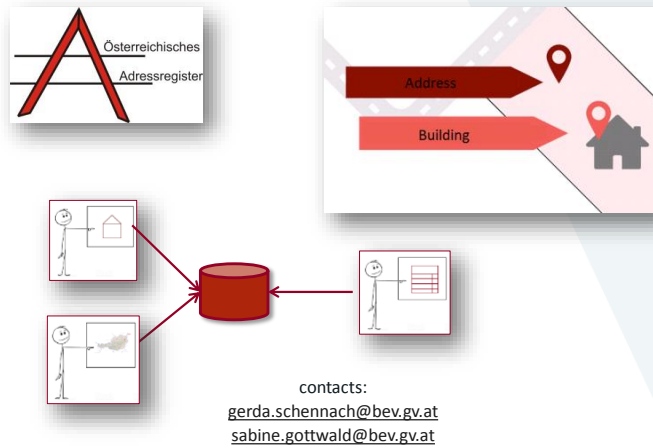 Österreichisches
Adressregister
Address
Building
contacts:
gerda.schennach@bev.gv.at
sabine.gottwald@bev.gv.at